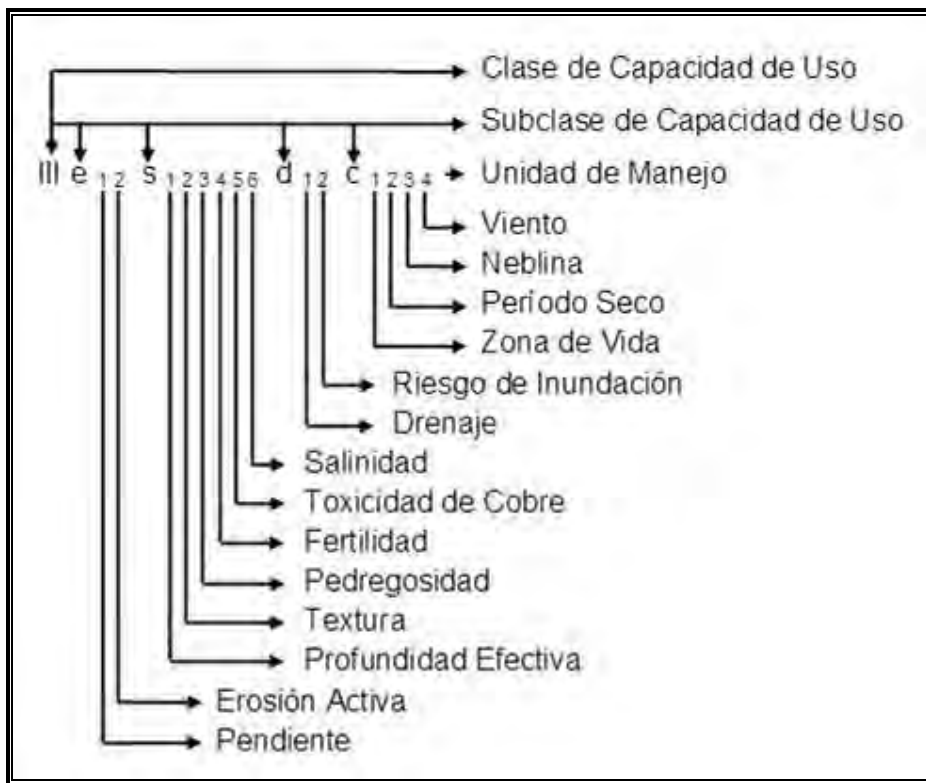 Clase de Capacidad de Uso
Subclase de Capacidad de Uso
III e 1 2 s 1 2 3 4 5 6 d 1 2 c 1 2 3 4 Unidad de Manejo
Viento
Neblina
Período Seco
Zona de Vida
Riesgo de Inundación
Drenaje
Salinidad
Toxicidad de Cobre
Fertilidad
Pedregosidad
Textura
Profundidad Efectiva
Erosión Activa
Pendiente